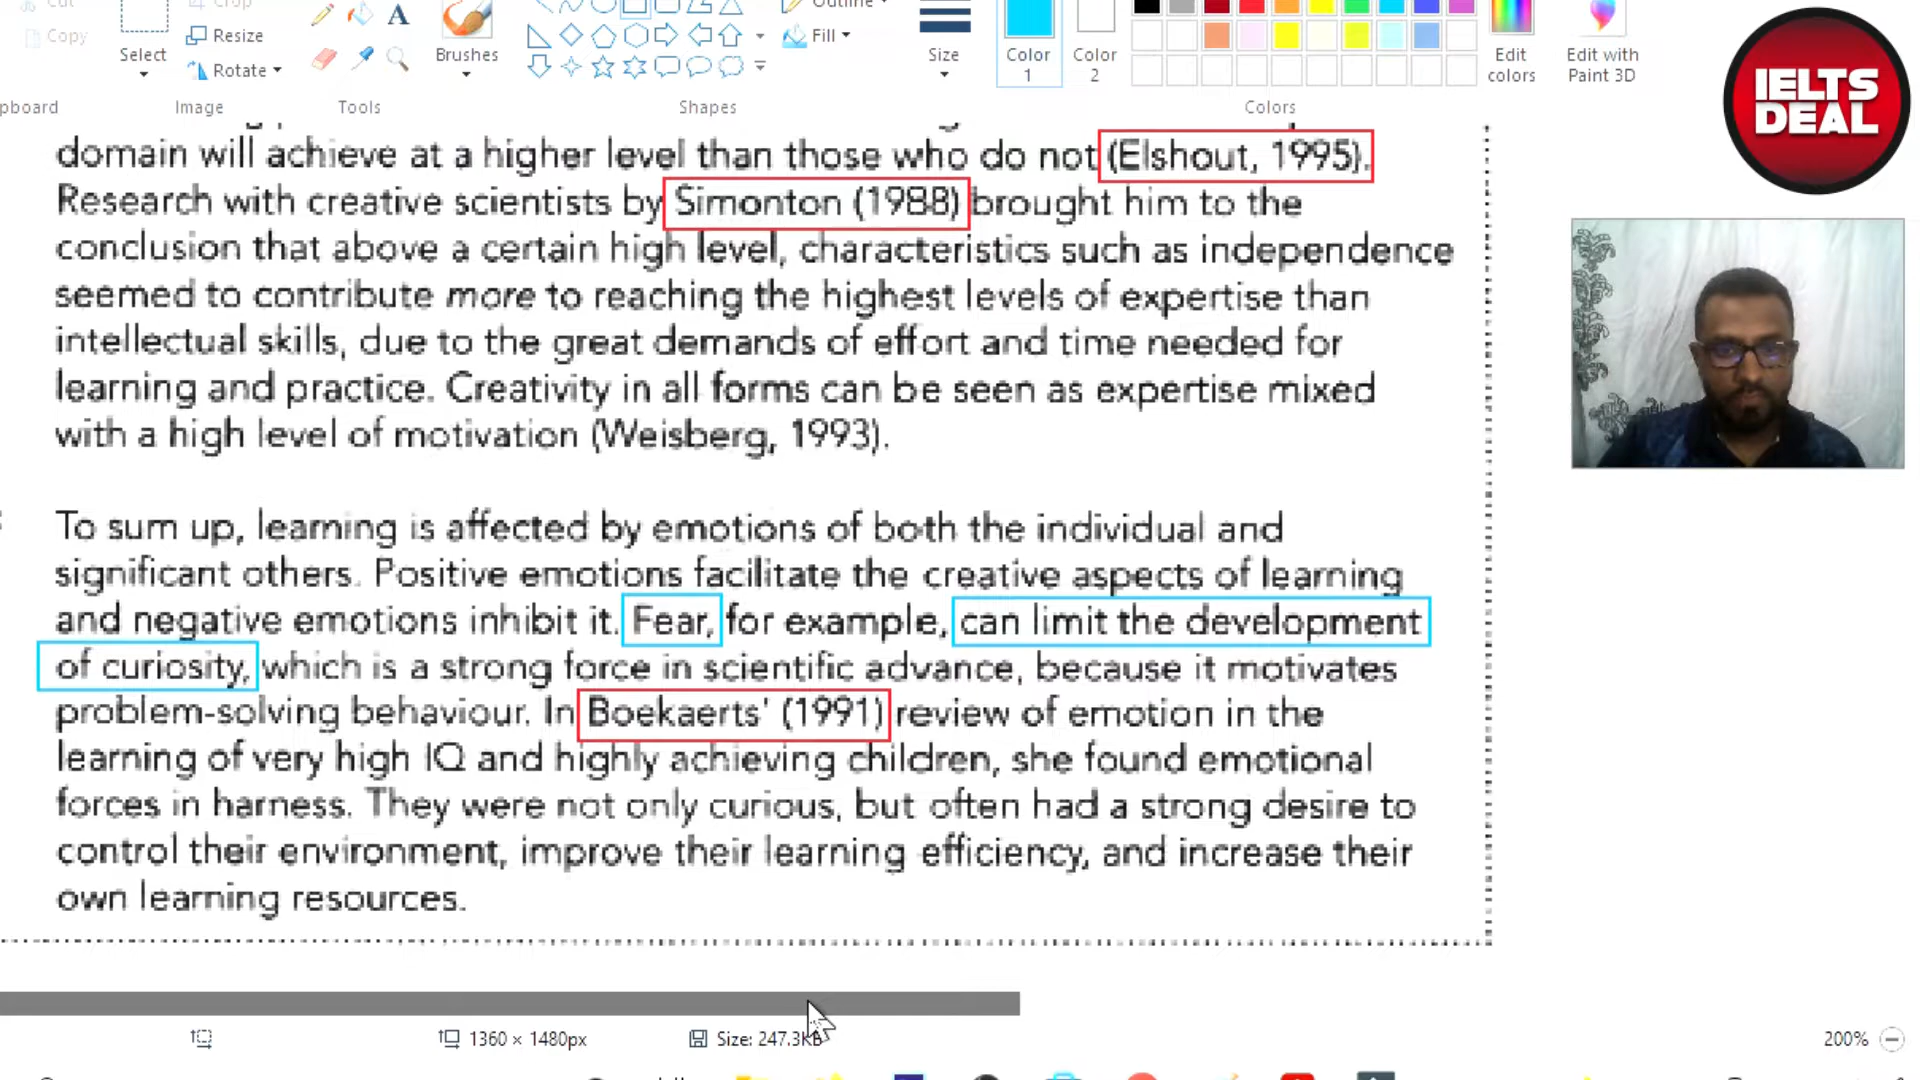 Cut
Crop
Outline
Copy
Resize
Fill
Select
Brushes
Size
Color 1
Color 2
Edit colors
Edit with Paint 3D
Rotate
pboard
Image
Tools
Shapes
Colors
IELTS
DEAL
domain will achieve at a higher level than those who do not (Elshout, 1995).
Research with creative scientists by Simonton (1988) brought him to the
conclusion that above a certain high level, characteristics such as independence
seemed to contribute more to reaching the highest levels of expertise than
intellectual skills, due to the great demands of effort and time needed for
learning and practice. Creativity in all forms can be seen as expertise mixed
with a high level of motivation (Weisberg, 1993).
To sum up, learning is affected by emotions of both the individual and
significant others. Positive emotions facilitate the creative aspects of learning
and negative emotions inhibit it. Fear, for example, can limit the development
of curiosity, which is a strong force in scientific advance, because it motivates
problem-solving behaviour. In Boekaerts' (1991) review of emotion in the
learning of very high IQ and highly achieving children, she found emotional
forces in harness. They were not only curious, but often had a strong desire to
control their environment, improve their learning efficiency, and increase their
own learning resources.
1360 × 1480px
Size: 247.3KB
200%